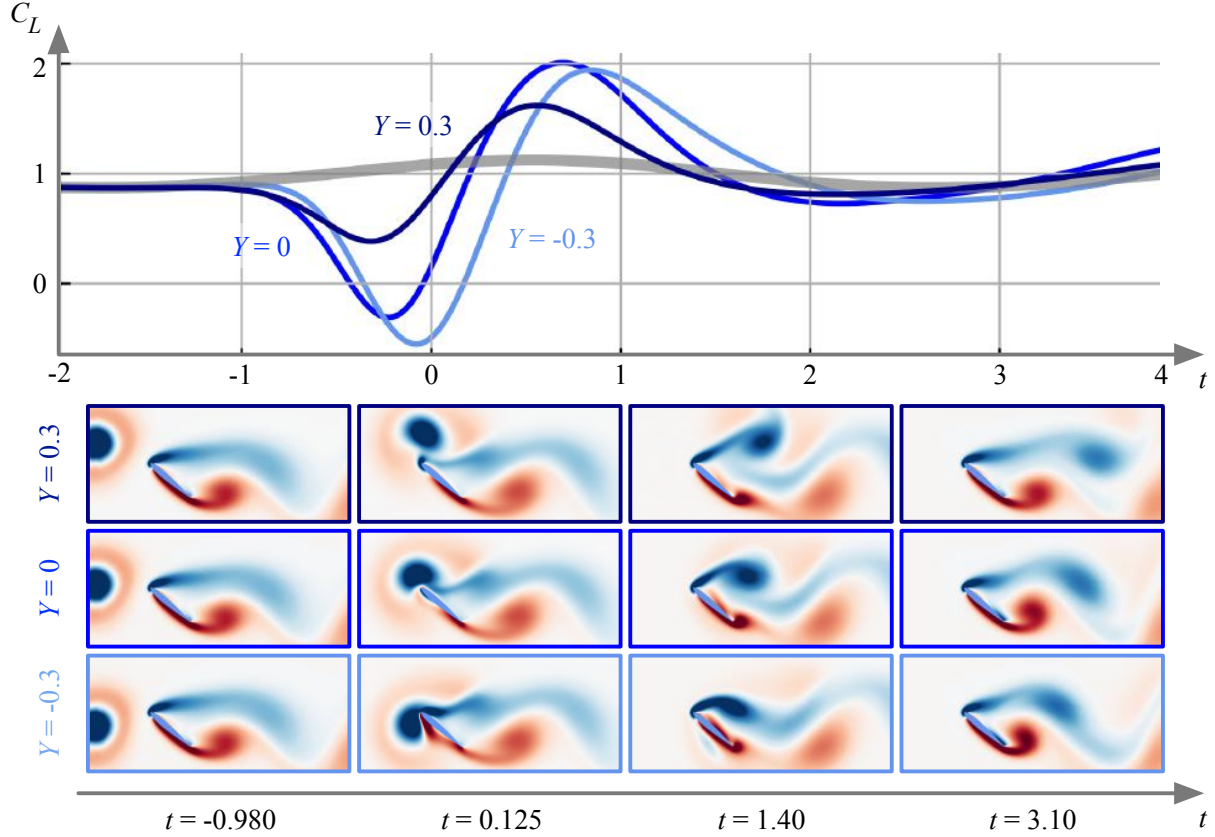 C_L
2
Y = 0.3
1
Y = 0
Y = -0.3
0
-2 -1 0 1 2 3 4 t
Y = 0.3
Y = 0
Y = -0.3
t = -0.980 t = 0.125 t = 1.40 t = 3.10 t